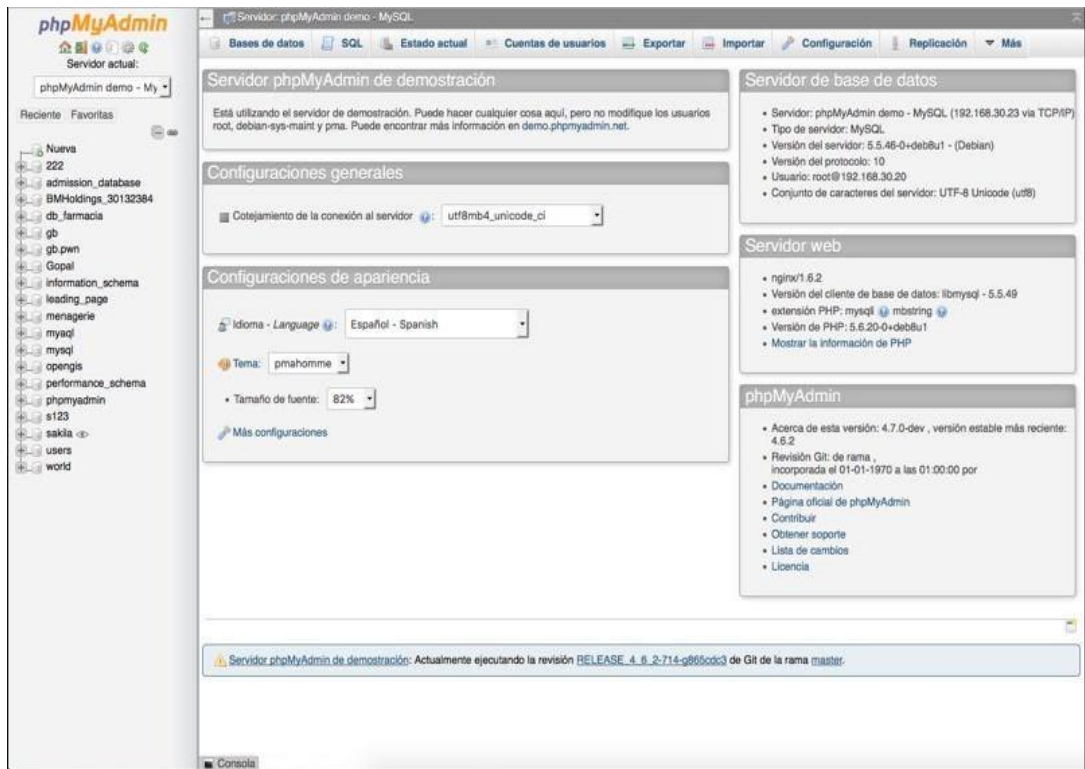 phpMyAdmin
Servidor actual:
phpMyAdmin demo - My
Reciente Favoritas
Nueva
222
admission_database
BMHoldings_30132384
db_farmacia
gb
gb.pwn
Gopal
information_schema
leading_page
menagerie
myaql
mysql
opengis
performance_schema
phpmyadmin
s123
sakila
users
world
Servidor: phpMyAdmin demo - MySQL
Bases de datos SQL Estado actual Cuentas de usuarios Exportar Importar Configuración Replicación Más
Servidor phpMyAdmin de demostración
Está utilizando el servidor de demostración. Puede hacer cualquier cosa aquí, pero no modifique los usuarios
root, debian-sys-maint y pma. Puede encontrar más información en demo.phpmyadmin.net.
Configuraciones generales
Cotejamiento de la conexión al servidor : utf8mb4_unicode_ci
Configuraciones de apariencia
Idioma - Language : Español - Spanish
Tema: pmahomme
Tamaño de fuente: 82%
Más configuraciones
Servidor de base de datos
Servidor: phpMyAdmin demo - MySQL (192.168.30.23 via TCP/IP)
Tipo de servidor: MySQL
Versión del servidor: 5.5.46-0+deb8u1 - (Debian)
Versión del protocolo: 10
Usuario: root@192.168.30.20
Conjunto de caracteres del servidor: UTF-8 Unicode (utf8)
Servidor web
nginx/1.6.2
Versión del cliente de base de datos: libmysql - 5.5.49
extensión PHP: mysqli mbstring
Versión de PHP: 5.6.20-0+deb8u1
Mostrar la información de PHP
phpMyAdmin
Acerca de esta versión: 4.7.0-dev , versión estable más reciente:
4.6.2
Revisión Git: de rama ,
incorporada el 01-01-1970 a las 01:00:00 por
Documentación
Página oficial de phpMyAdmin
Contribuir
Obtener soporte
Lista de cambios
Licencia
Servidor phpMyAdmin de demostración: Actualmente ejecutando la revisión RELEASE_4_6_2-714-g865cdc3 de Git de la rama master.
Consola